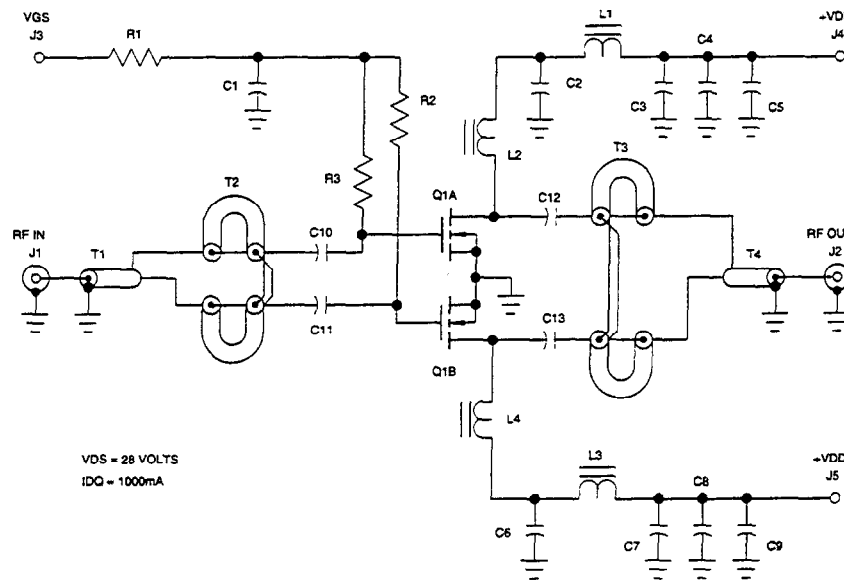 VGS
J3
R1
C1
R2
R3
L1
+VD
J4
C4
C2
C3
C5
L2
T2
T3
Q1A
C12
C10
RF IN
J1
T1
RF OU
J2
T4
C11
C13
Q1B
L4
VDS = 28 VOLTS
IDQ = 1000mA
L3
+VDD
J5
C8
C6
C7
C9